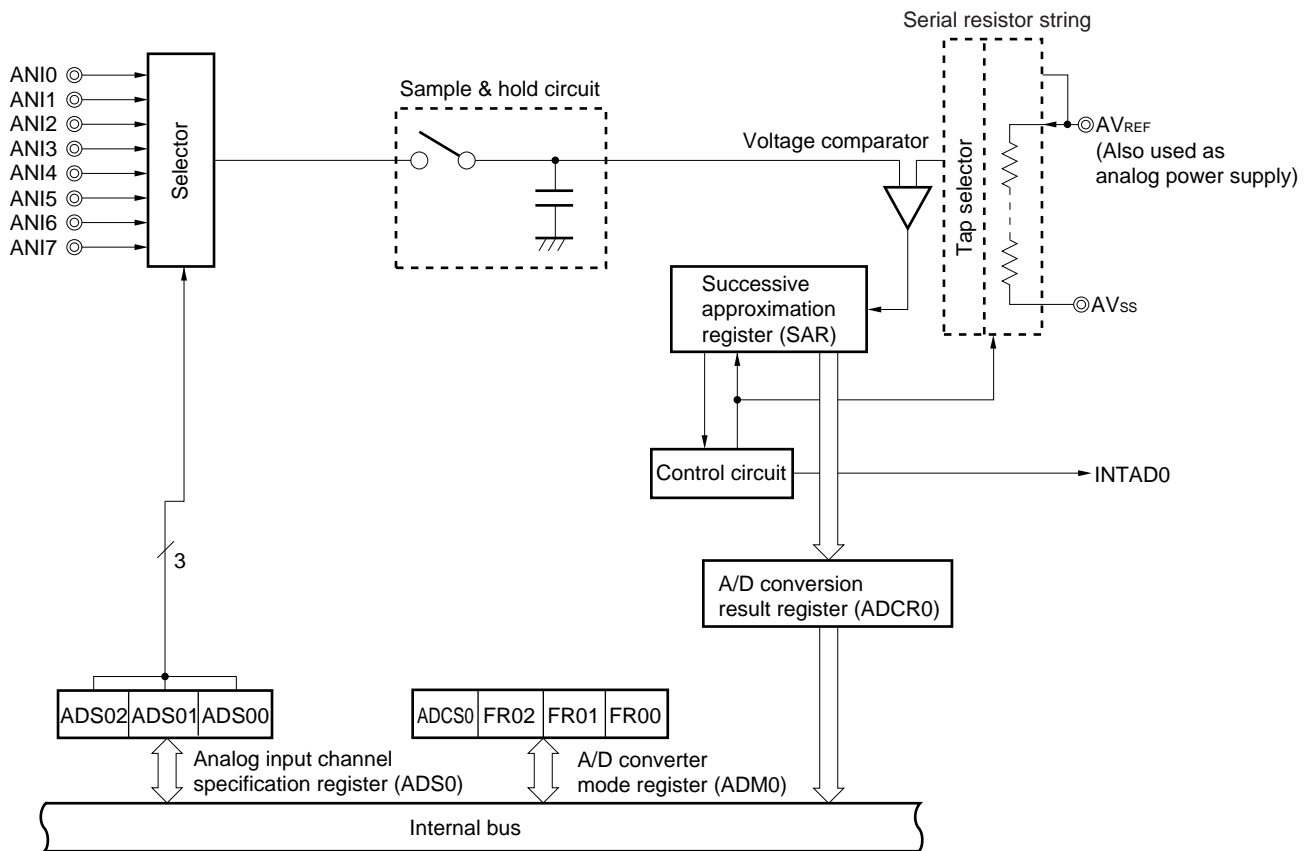 Serial resistor string
ANI0
ANI1
ANI2
ANI3
ANI4
ANI5
ANI6
ANI7
Selector
Sample & hold circuit
Voltage comparator
Tap selector
AVREF
(Also used as
analog power supply)
AVSS
Successive
approximation
register (SAR)
Control circuit
INTAD0
3
A/D conversion
result register (ADCR0)
ADS02 ADS01 ADS00
ADCS0 FR02 FR01 FR00
Analog input channel
specification register (ADS0)
A/D converter
mode register (ADM0)
Internal bus